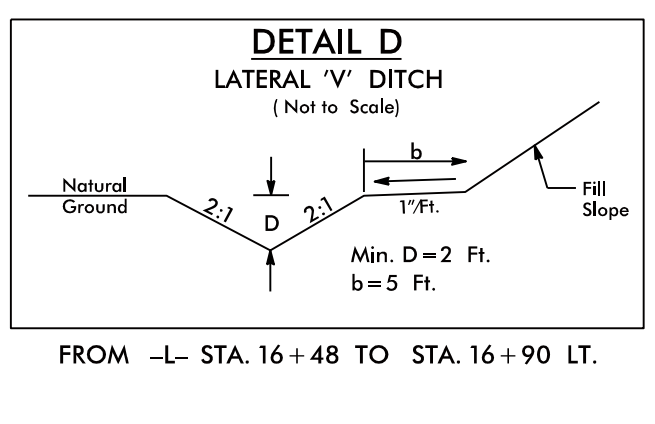 DETAIL D
LATERAL 'V' DITCH
( Not to Scale)
b
Natural
Ground
2:1
D
2:1
1"/Ft.
Fill
Slope
Min. D=2 Ft.
b=5 Ft.
FROM -L- STA. 16+48 TO STA. 16+90 LT.